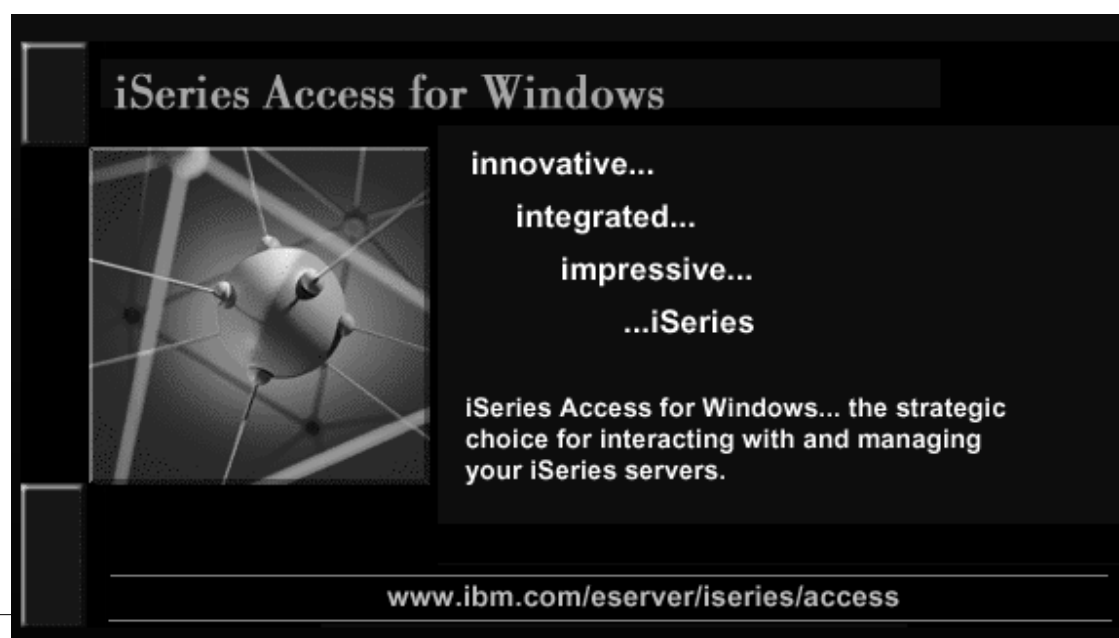 iSeries Access for Windows
innovative...
integrated...
impressive...
...iSeries
iSeries Access for Windows... the strategic
choice for interacting with and managing
your iSeries servers.
www.ibm.com/eserver/iseries/access